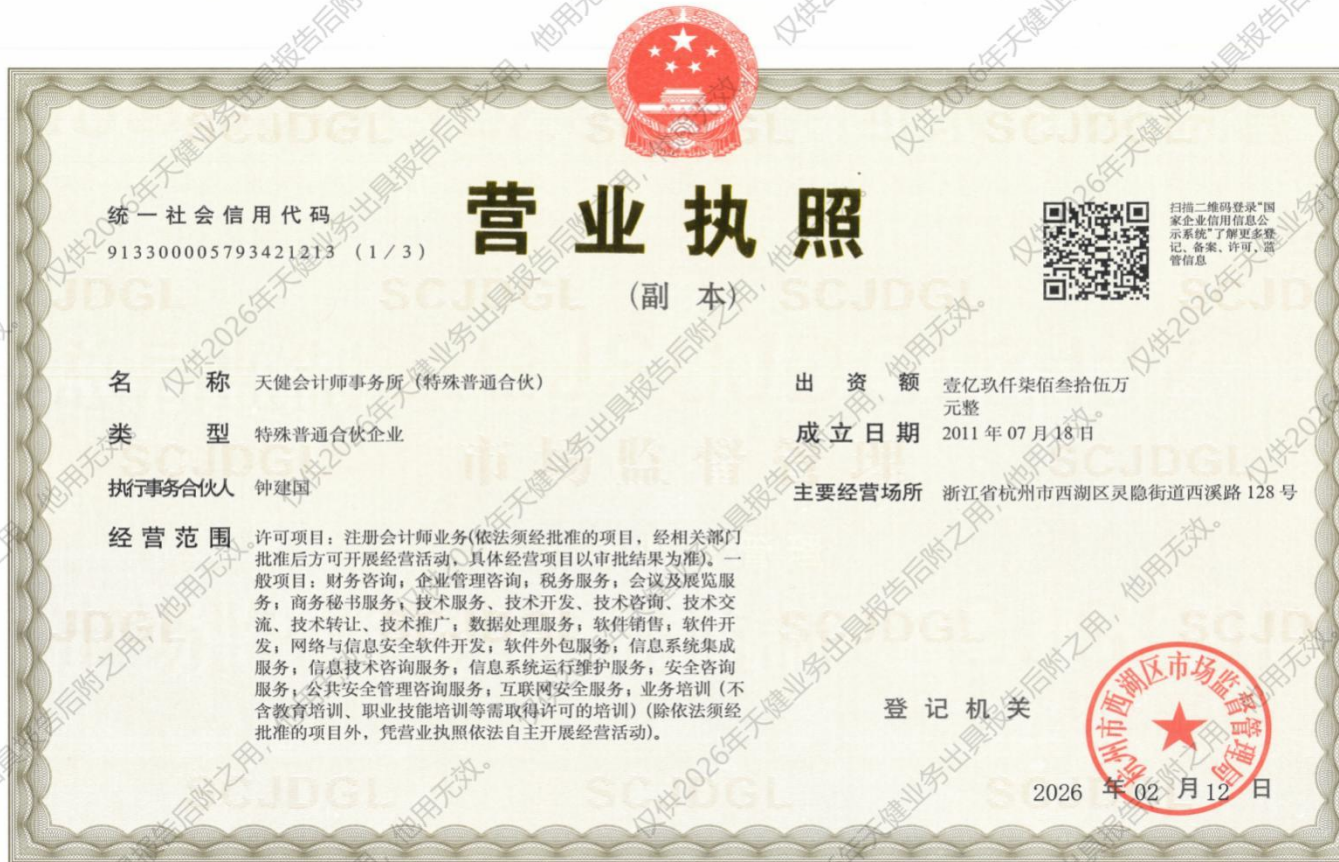 营业执照
(副 本)
统一社会信用代码
913300005793421213 (1/3)
扫描二维码登录“国
家企业信用信息公
示系统”了解更多登
记、备案、许可、监
管信息
名 称 天健会计师事务所(特殊普通合伙)
类 型 特殊普通合伙企业
执行事务合伙人 钟建国
经营范围 许可项目:注册会计师业务(依法须经批准的项目,经相关部门
批准后方可开展经营活动,具体经营项目以审批结果为准)。一
般项目:财务咨询;企业管理咨询;税务服务;会议及展览服
务;商务秘书服务;技术服务、技术开发、技术咨询、技术交
流、技术转让、技术推广;数据处理服务;软件销售;软件开
发;网络与信息安全软件开发;软件外包服务;信息系统集成
服务;信息技术咨询服务;信息系统运行维护服务;安全咨询
服务;公共安全管理咨询服务;互联网安全服务;业务培训(不
含教育培训、职业技能培训等需取得许可的培训)(除依法须经
批准的项目外,凭营业执照依法自主开展经营活动)。
出资额 壹亿玖仟柒佰叁拾伍万
元整
成立日期 2011年07月18日
主要经营场所 浙江省杭州市西湖区灵隐街道西溪路128号
登记机关
杭州市西湖区市场监督管理局
2026 年 02 月 12 日
SCJDGL
市场监督管理
仅供2026年天健业务出具报告后附之用,他用无效。